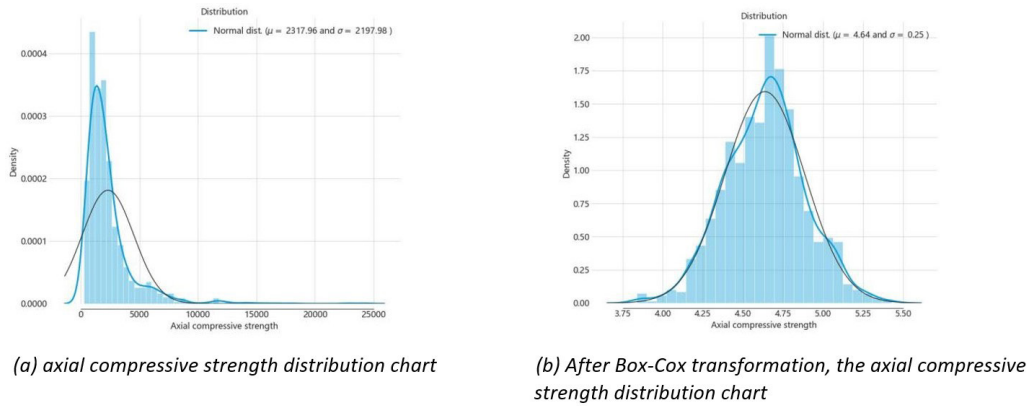 Distribution
Normal dist. (μ = 2317.96 and σ = 2197.98 )
0.0004
0.0003
0.0002
0.0001
0.0000
Density
0 5000 10000 15000 20000 25000
Axial compressive strength
(a) axial compressive strength distribution chart
Distribution
Normal dist. (μ = 4.64 and σ = 0.25 )
2.00
1.75
1.50
1.25
1.00
0.75
0.50
0.25
0.00
Density
3.75 4.00 4.25 4.50 4.75 5.00 5.25 5.50
Axial compressive strength
(b) After Box-Cox transformation, the axial compressive
strength distribution chart